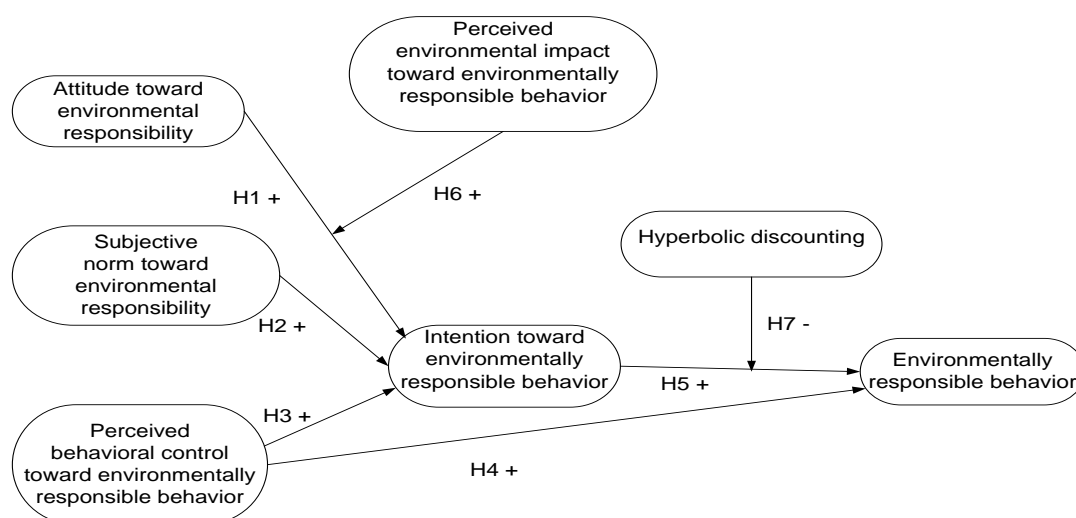 Perceived
environmental impact
toward environmentally
responsible behavior
Attitude toward
environmental
responsibility
H1 +
H6 +
Subjective
norm toward
environmental
responsibility
Hyperbolic discounting
H2 +
H7 -
Intention toward
environmentally
responsible behavior
Environmentally
responsible behavior
H5 +
H3 +
Perceived
behavioral control
toward environmentally
responsible behavior
H4 +